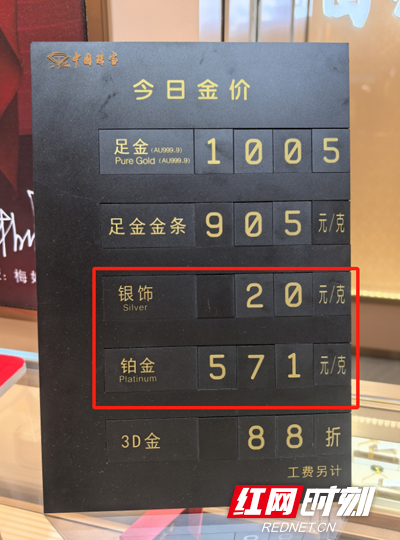 中国珠宝
今日金价
足金(AU999.9) 1005
Pure Gold (AU999.9)
足金金条 905 元/克
银饰 20 元/克
Silver
铂金 571 元/克
Platinum
3D金 88 折
工费另计
红网时刻
REDNET.CN